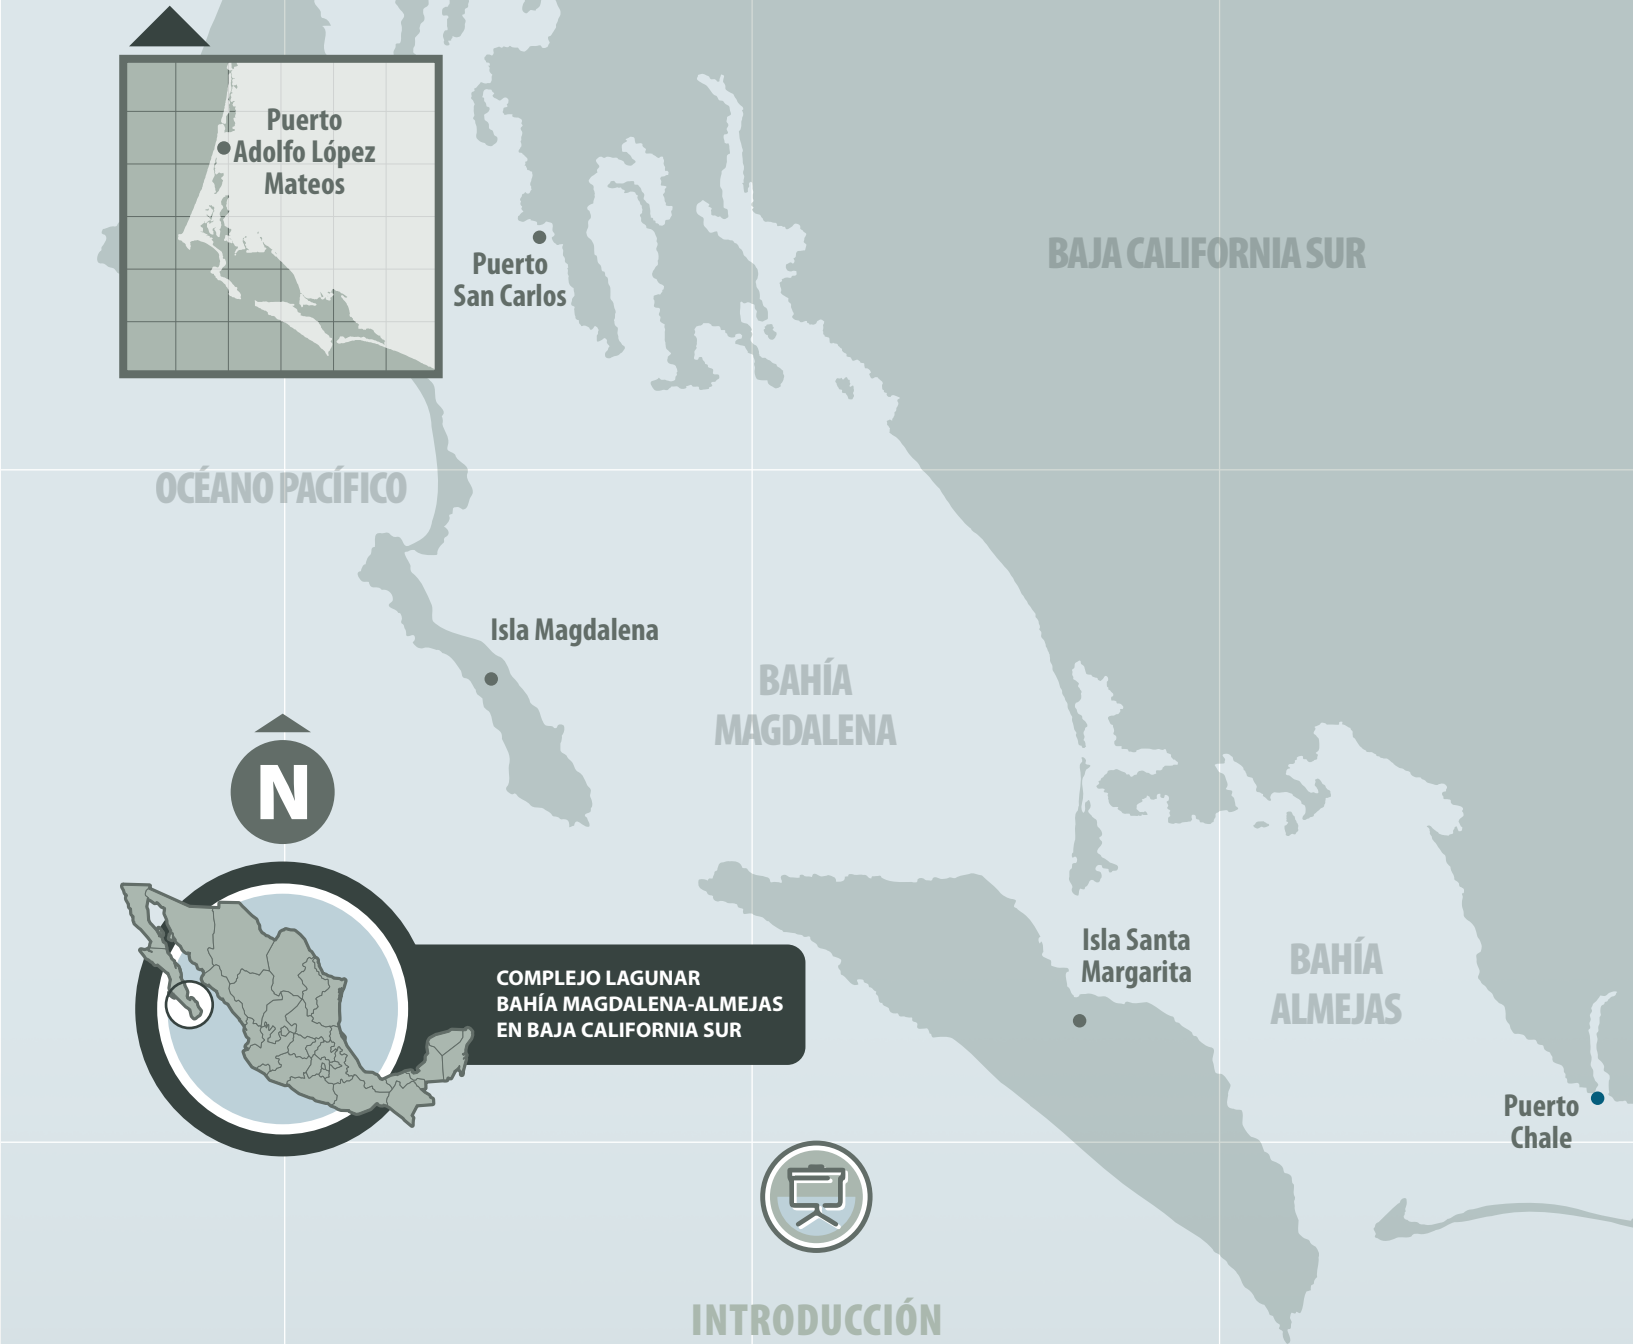 Puerto
Adolfo López
Mateos
Puerto
San Carlos
BAJA CALIFORNIA SUR
OCÉANO PACÍFICO
Isla Magdalena
BAHÍA
MAGDALENA
N
COMPLEJO LAGUNAR
BAHÍA MAGDALENA-ALMEJAS
EN BAJA CALIFORNIA SUR
Isla Santa
Margarita
BAHÍA
ALMEJAS
Puerto
Chale
INTRODUCCIÓN